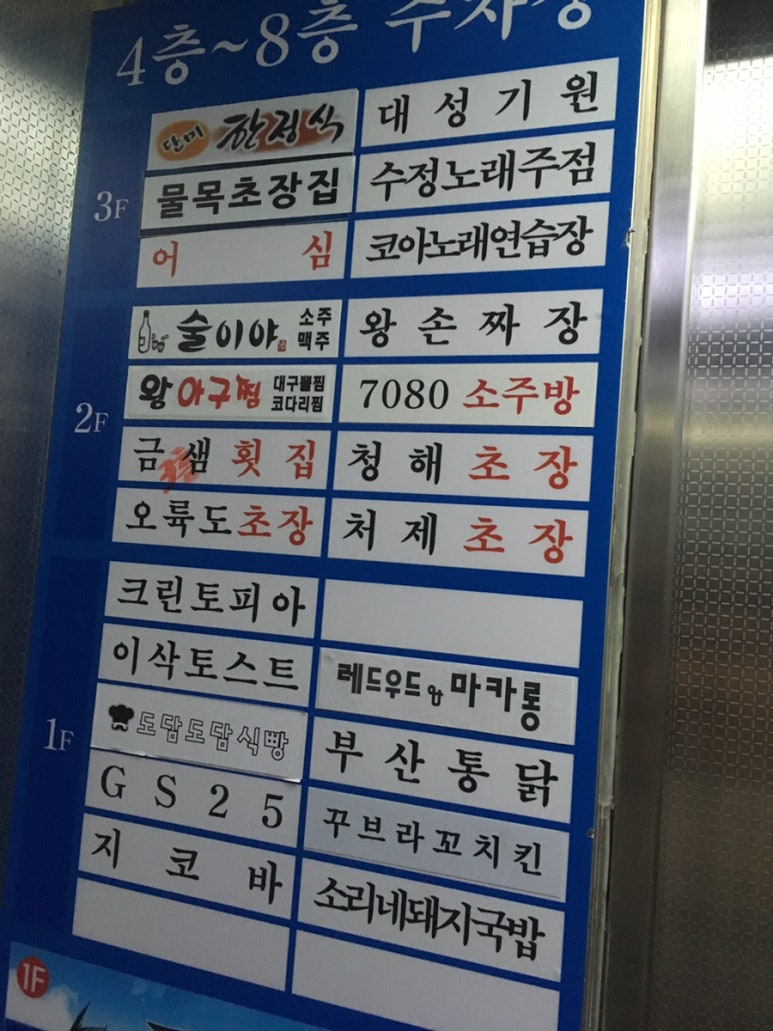 4층~8층 주차장
3F
단미 한정식
대성기원
물목초장집
수정노래주점
어심
코아노래연습장
2F
술이야 소주 맥주
왕손짜장
왕아구찜 대구뽈찜 코다리찜
7080 소주방
금샘횟집
청해초장
오륙도초장
처제초장
1F
크린토피아
이삭토스트
레드우드 앞 마카롱
도담도담식빵
부산통닭
GS25
꾸브라꼬치킨
지코바
소리네돼지국밥
1F